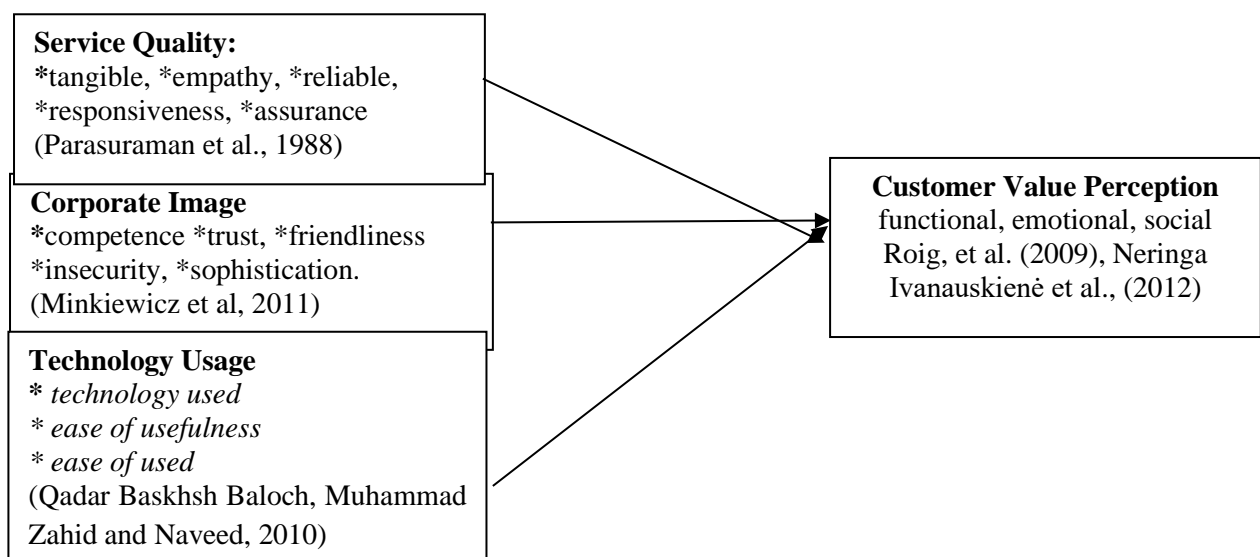 Service Quality:
*tangible, *empathy, *reliable,
*responsiveness, *assurance
(Parasuraman et al., 1988)
Corporate Image
*competence *trust, *friendliness
*insecurity, *sophistication.
(Minkiewicz et al, 2011)
Technology Usage
* technology used
* ease of usefulness
* ease of used
(Qadar Baskhsh Baloch, Muhammad
Zahid and Naveed, 2010)
Customer Value Perception
functional, emotional, social
Roig, et al. (2009), Neringa
Ivanauskienė et al., (2012)